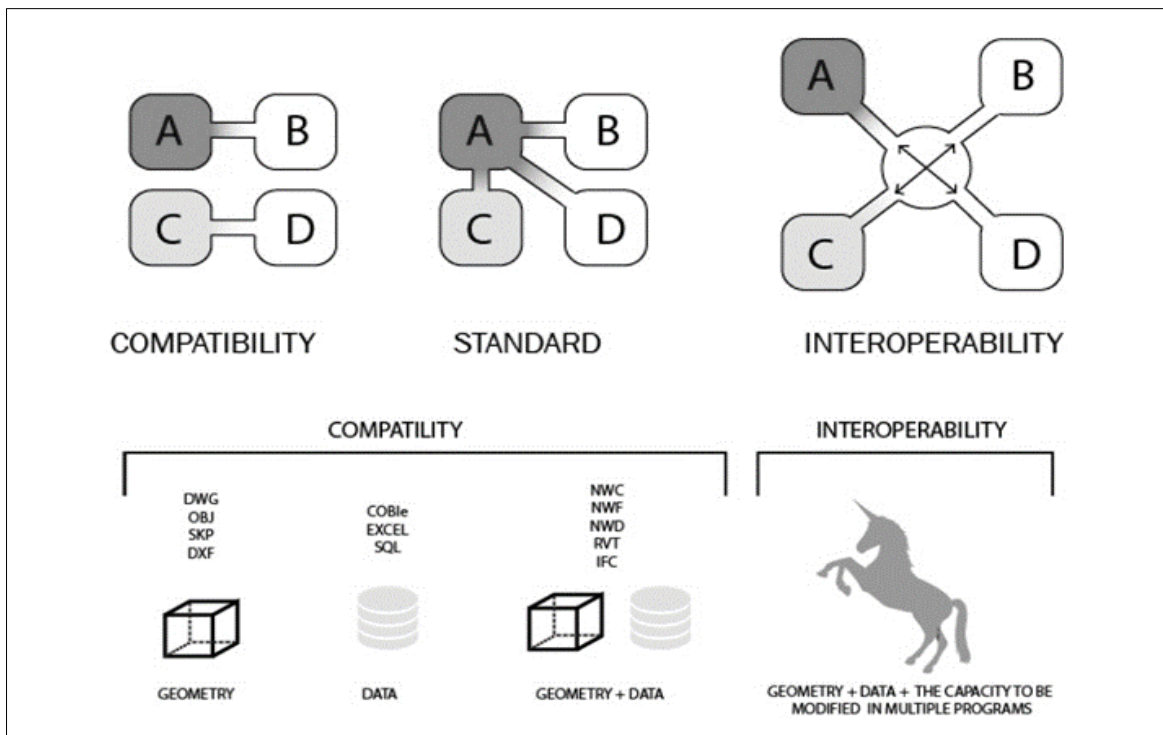 A B
C D
COMPATIBILITY
A B
C D
STANDARD
A B
C D
INTEROPERABILITY
COMPATILITY
DWG
OBJ
SKP
DXF
GEOMETRY
COBIe
EXCEL
SQL
DATA
NWC
NWF
NWD
RVT
IFC
GEOMETRY + DATA
INTEROPERABILITY
GEOMETRY + DATA + THE CAPACITY TO BE
MODIFIED IN MULTIPLE PROGRAMS